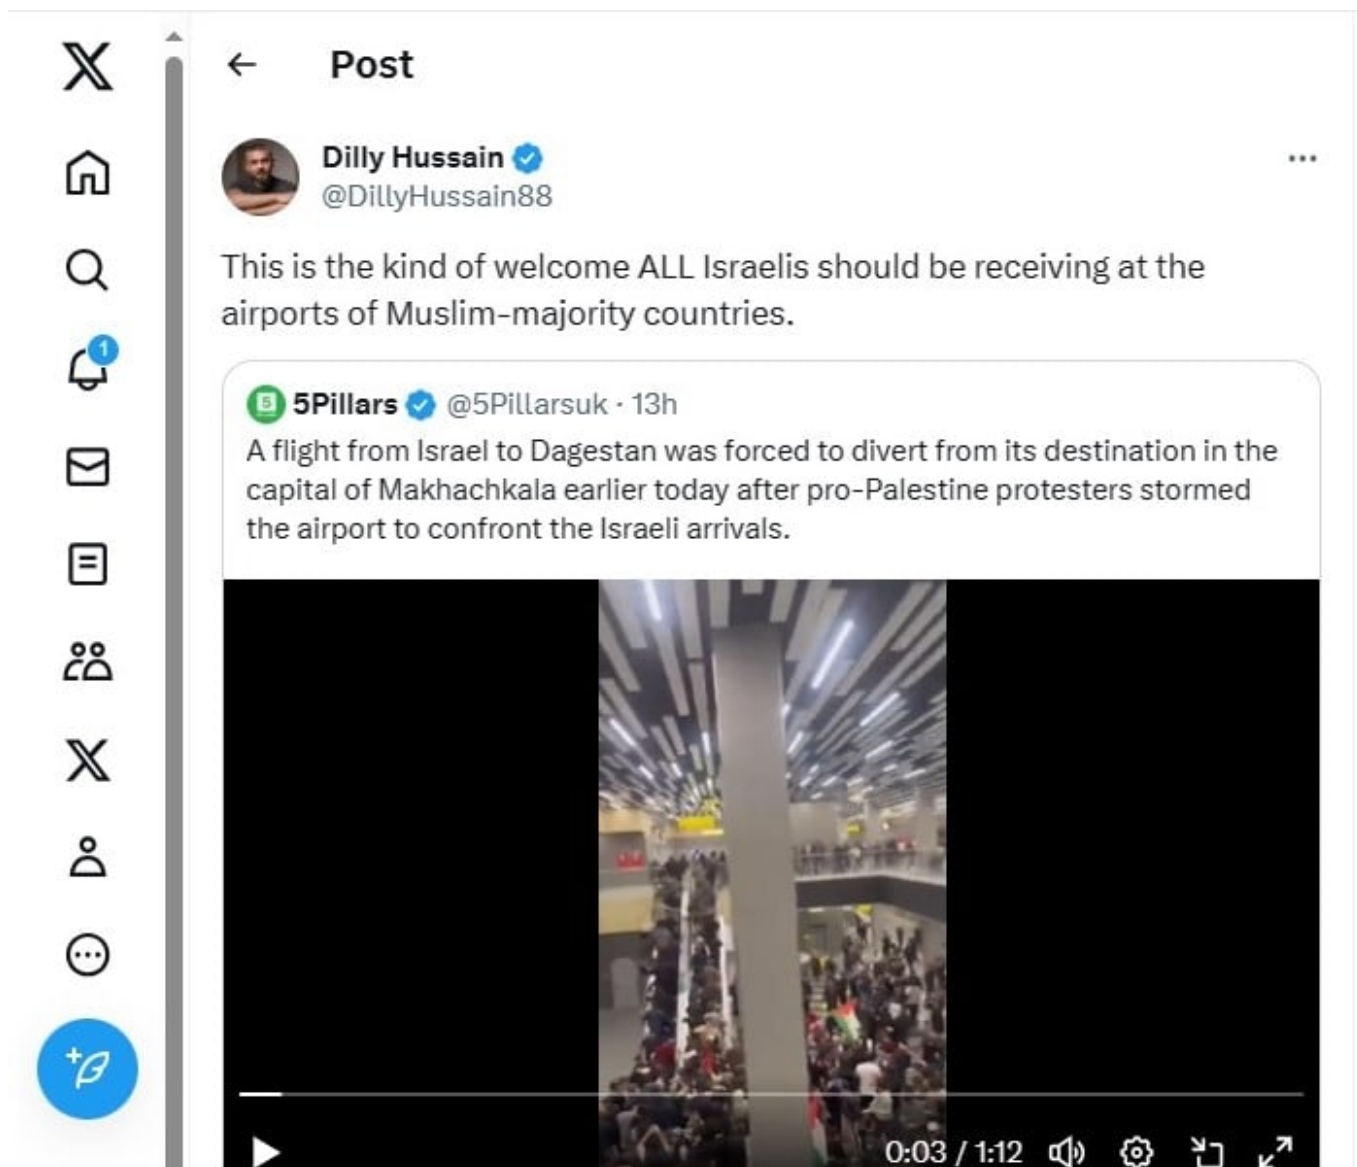 Post
Dilly Hussain
@DillyHussain88
This is the kind of welcome ALL Israelis should be receiving at the
airports of Muslim-majority countries.
5Pillars @5Pillarsuk · 13h
A flight from Israel to Dagestan was forced to divert from its destination in the
capital of Makhachkala earlier today after pro-Palestine protesters stormed
the airport to confront the Israeli arrivals.
1
0:03 / 1:12